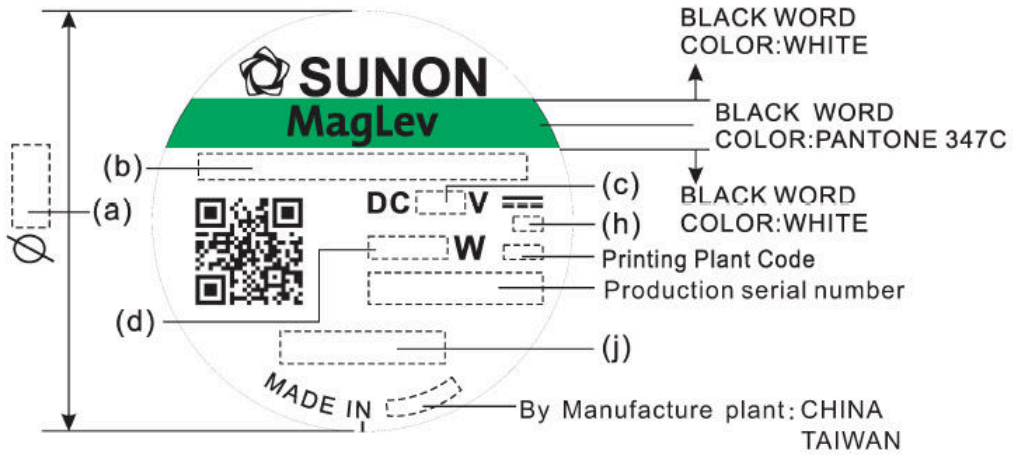 BLACK WORD
COLOR:WHITE
SUNON
MagLev
BLACK WORD
COLOR:PANTONE 347C
(b)
(a)
Ø
DC V
(c)
BLACK WORD
COLOR:WHITE
(h)
W
Printing Plant Code
Production serial number
(d)
(j)
MADE IN
By Manufacture plant: CHINA
TAIWAN